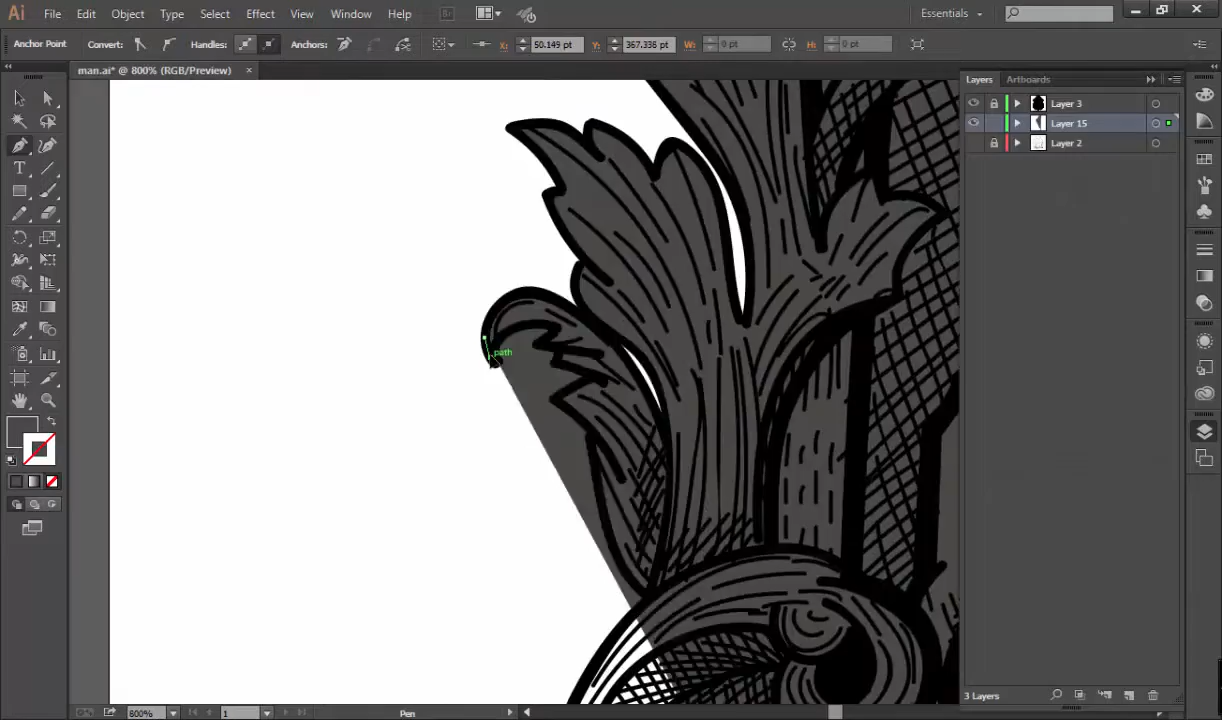 Ai File Edit Object Type Select Effect View Window Help Br Essentials
Anchor Point Convert: Handles: Anchors: X: 50.149 pt Y: 367.338 pt W: 0 pt H: 0 pt
man.ai* @ 800% (RGB/Preview) ×
Layers Artboards
Layer 3
Layer 15
Layer 2
path
3 Layers
800% 1 Pen